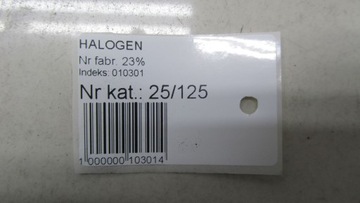 HALOGEN
Nr fabr. 23%
Indeks: 010301
Nr kat.: 25/125
1 000000 103014